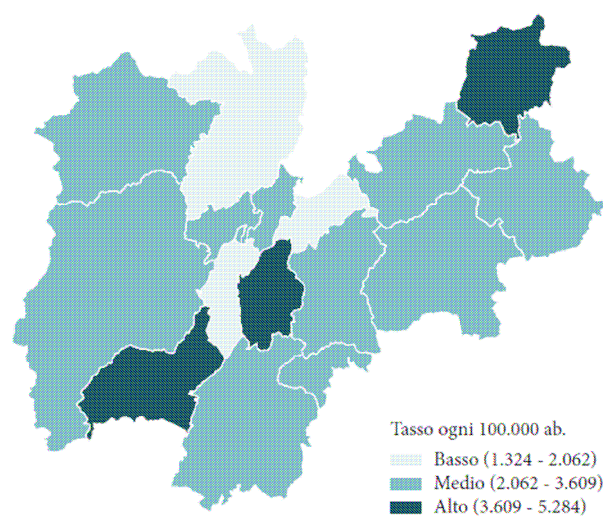 Tasso ogni 100.000 ab.
Basso (1.324 - 2.062)
Medio (2.062 - 3.609)
Alto (3.609 - 5.284)